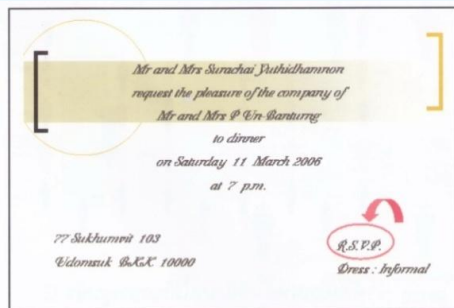 Mr and Mrs Surachai Yuthidhamnon
request the pleasure of the company of
Mr and Mrs P Un-Banturng
to dinner
on Saturday 11 March 2006
at 7 p.m.
77 Sukhumvit 103
Udomsuk B.K.K. 10000
R.S.V.P.
Dress : Informal